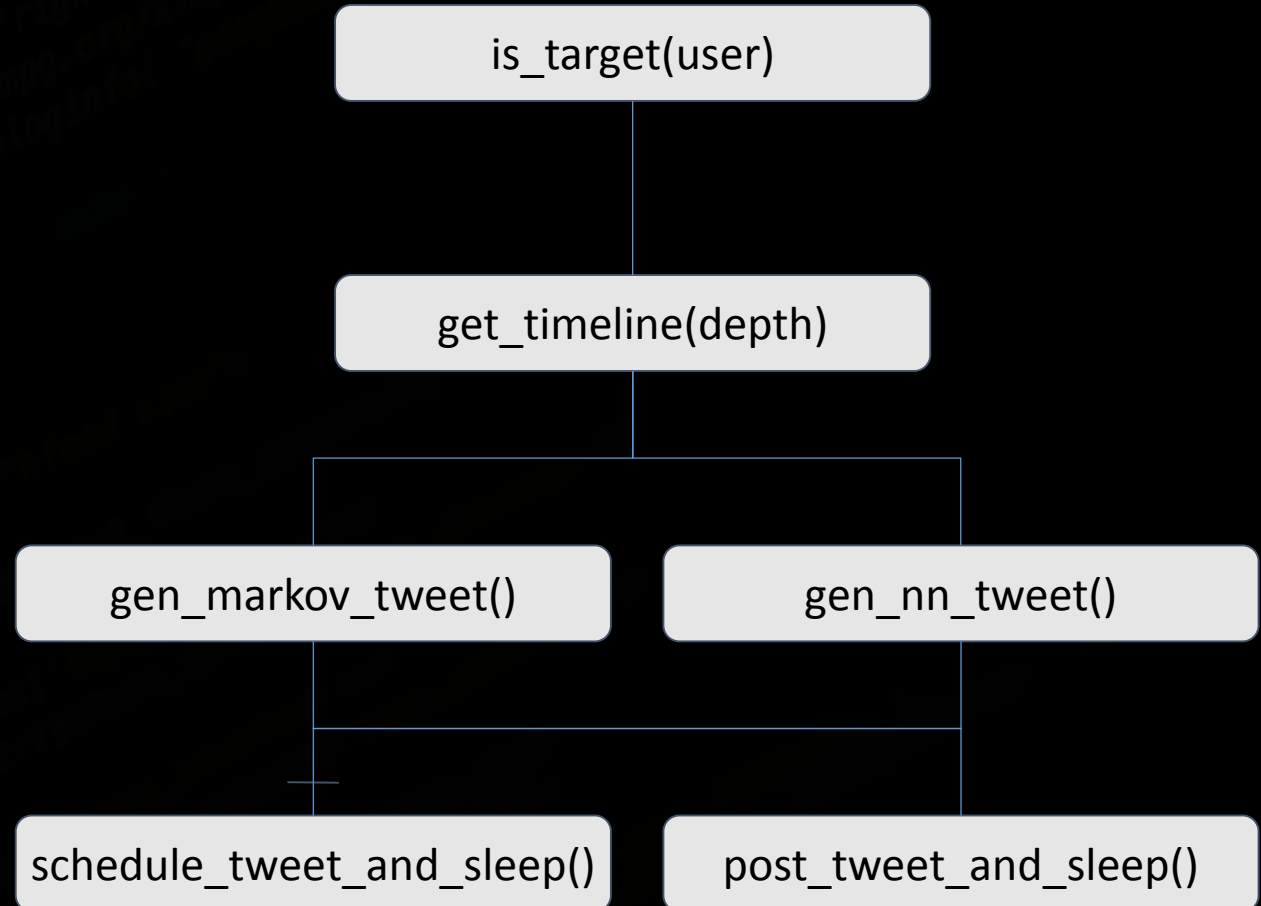 is_target(user)
get_timeline(depth)
gen_markov_tweet()
gen_nn_tweet()
schedule_tweet_and_sleep()
post_tweet_and_sleep()